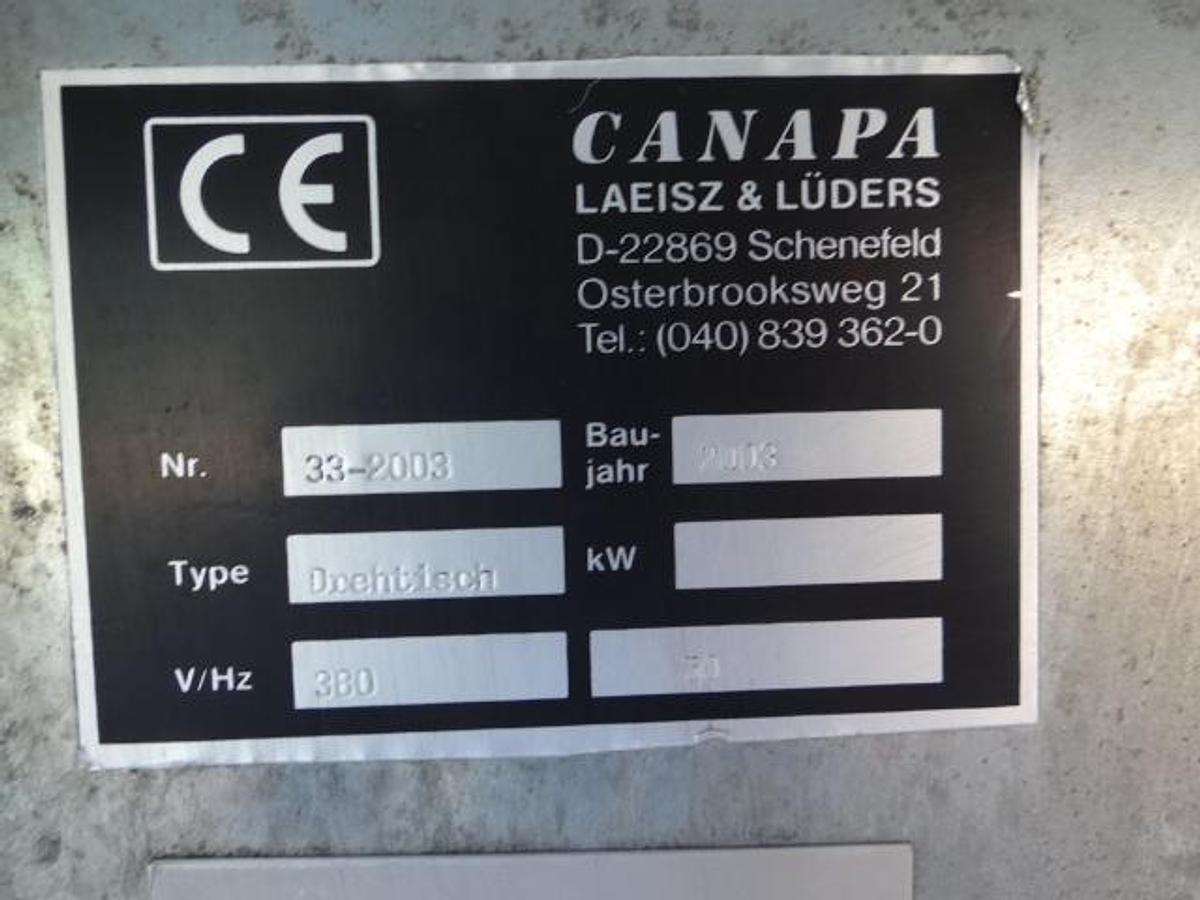 CE
CANAPA
LAEISZ & LÜDERS
D-22869 Schenefeld
Osterbrooksweg 21
Tel.: (040) 839 362-0
Nr. 33-2003
Bau-
jahr 2003
Type Drehtisch
kW
V/Hz 380